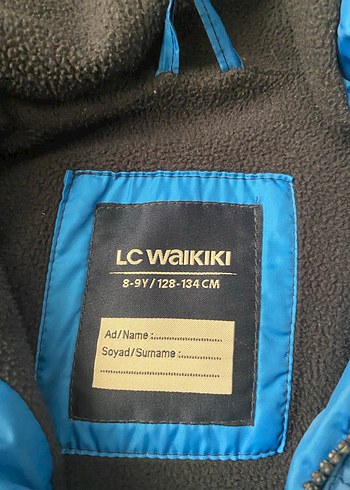 LC WAIKIKI
8-9Y / 128-134 CM
Ad/Name :....................
Soyad/Surname :....................
........................................